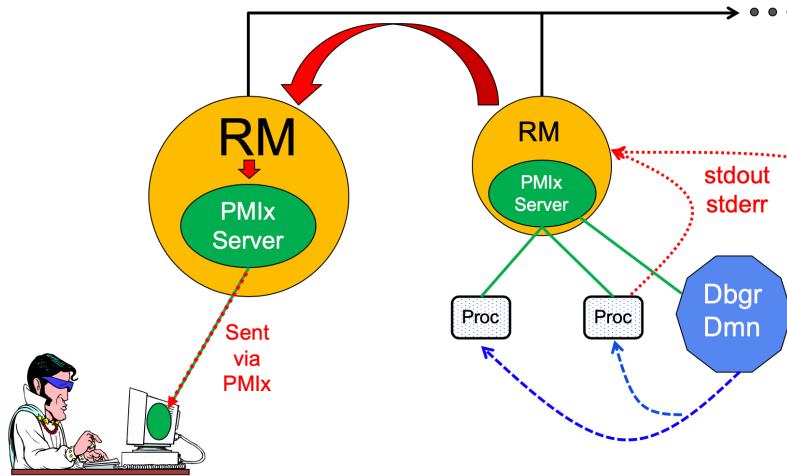 RM
PMIx
Server
Sent
via
PMIx
RM
PMIx
Server
stdout
stderr
Proc
Proc
Dbgr
Dmn